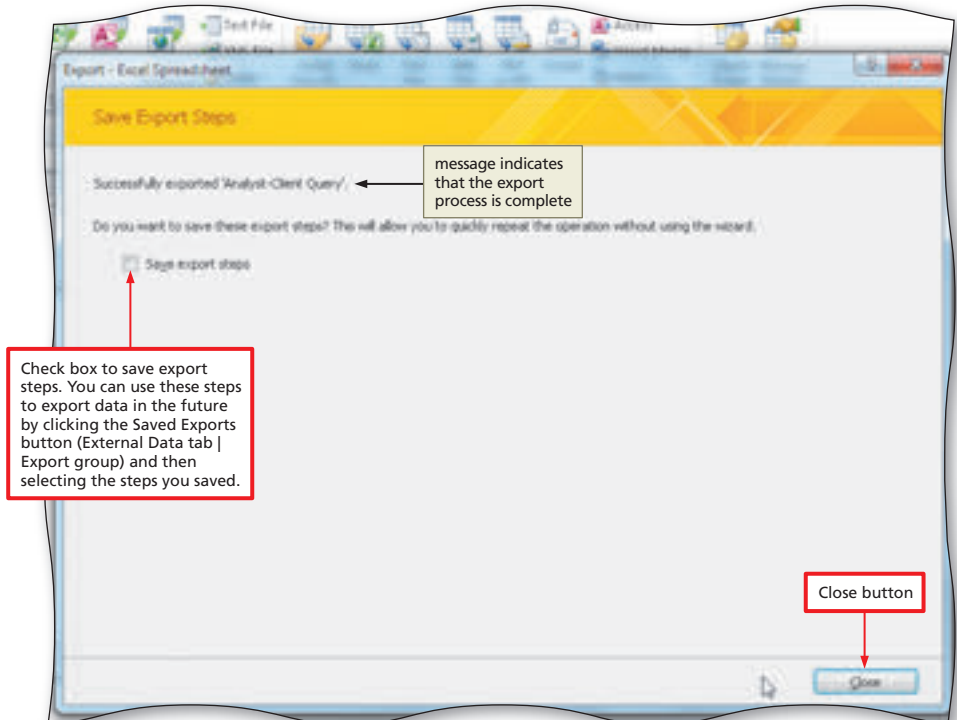 Text File
XML File
Access
Export - Excel Spreadsheet
Save Export Steps
message indicates
that the export
process is complete
Successfully exported 'Analyst-Client Query'.
Do you want to save these export steps? This will allow you to quickly repeat the operation without using the wizard.
Save export steps
Check box to save export
steps. You can use these steps
to export data in the future
by clicking the Saved Exports
button (External Data tab |
Export group) and then
selecting the steps you saved.
Close button
Close